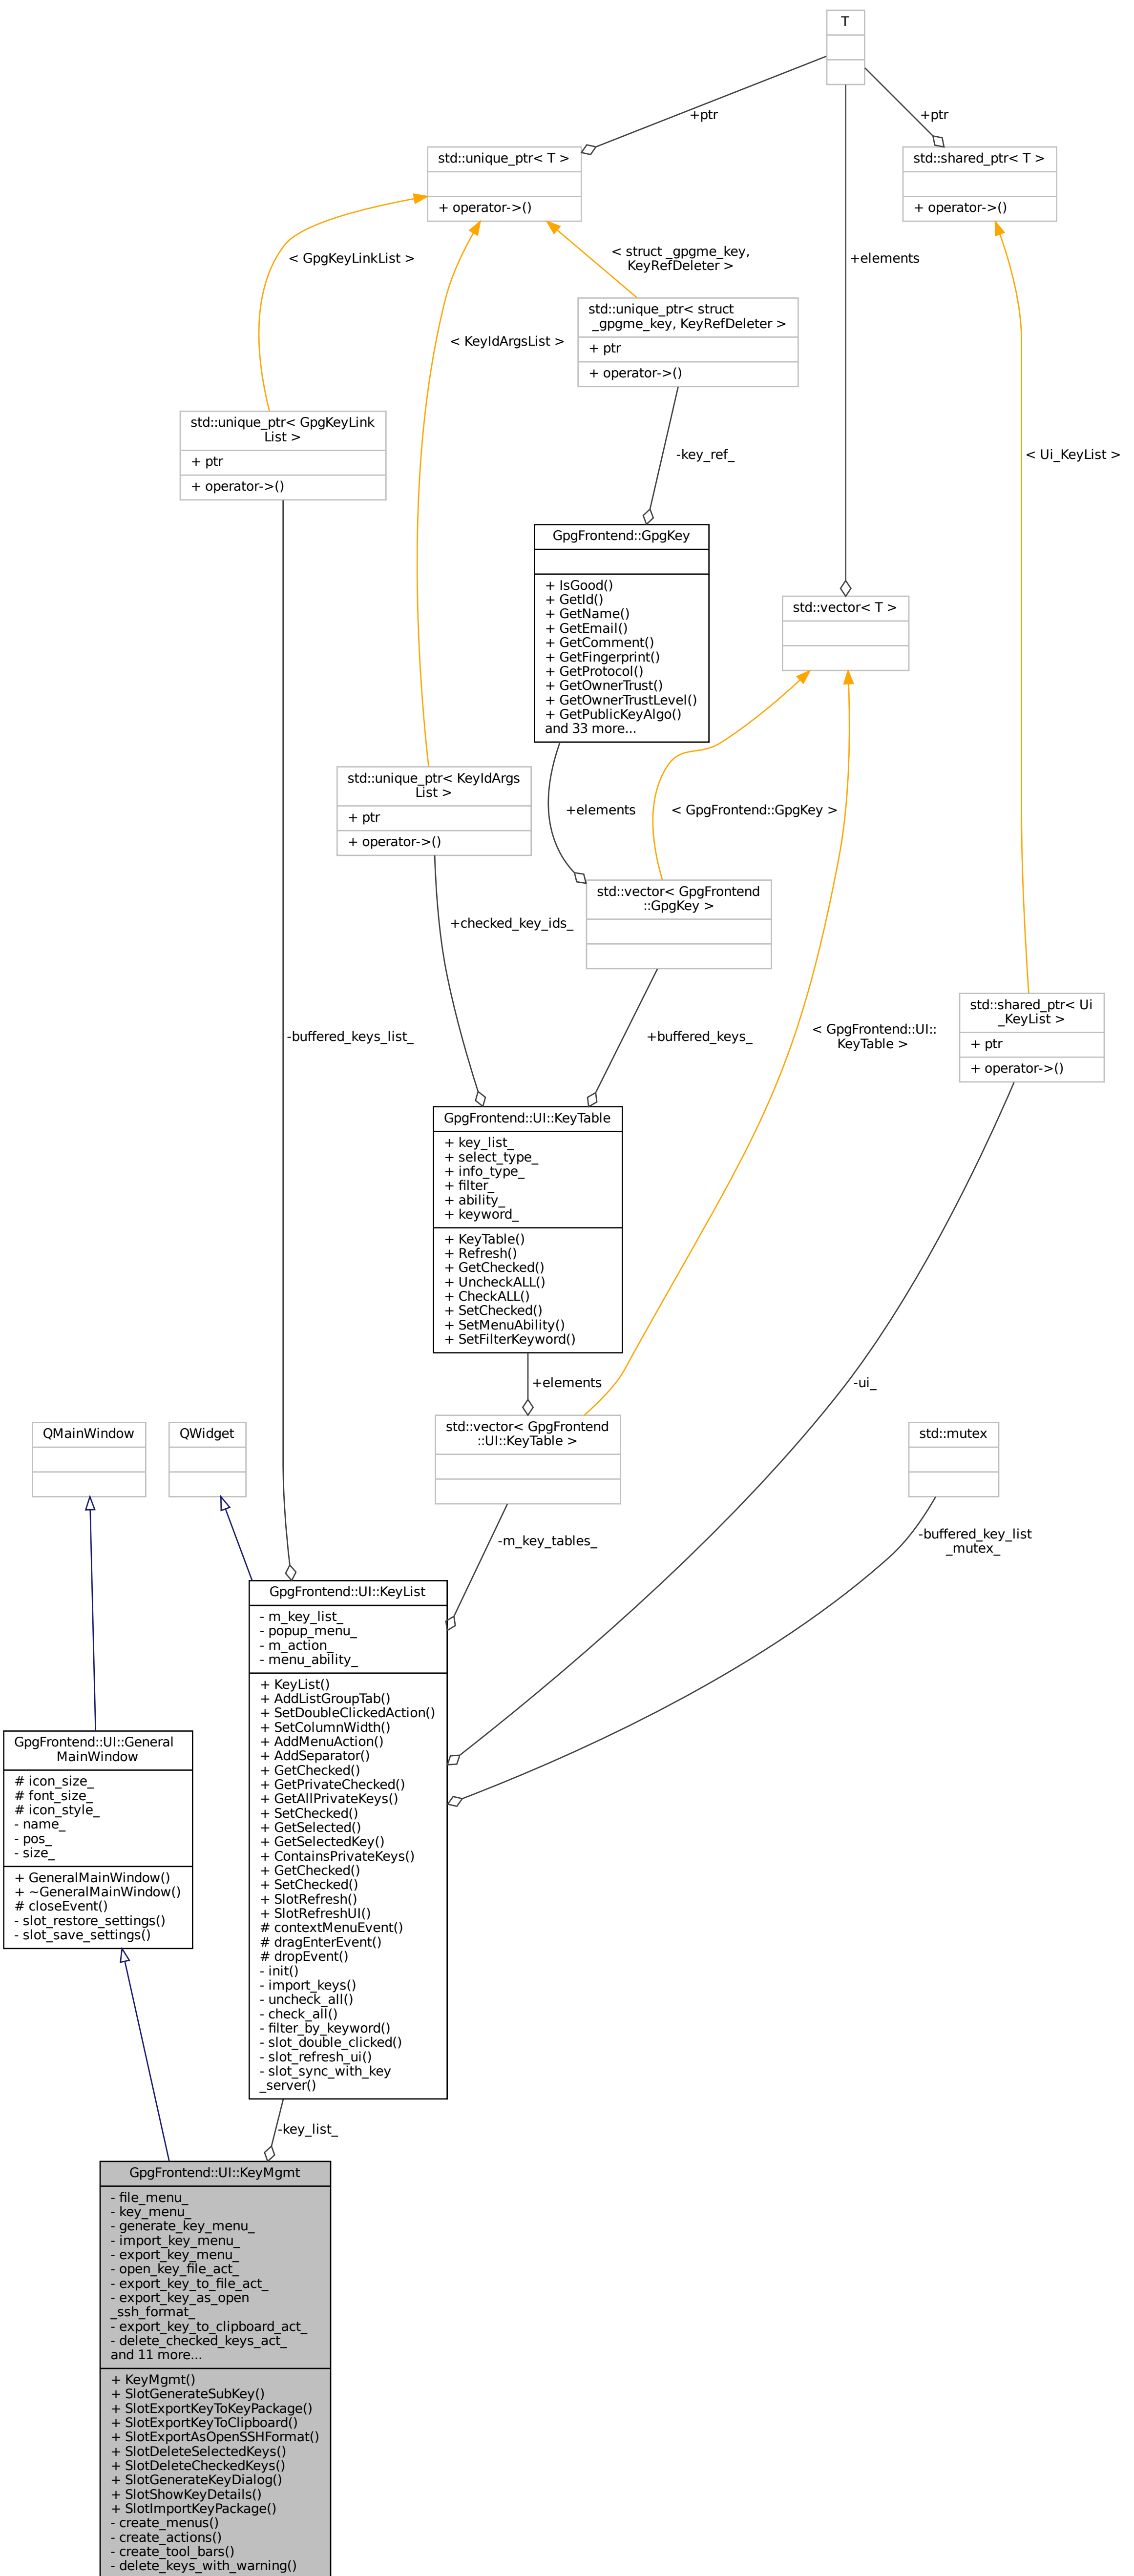 T
+ptr
+ptr
std::unique_ptr< T >
+ operator->()
std::shared_ptr< T >
+ operator->()
< GpgKeyLinkList >
< struct _gpgme_key,
KeyRefDeleter >
+elements
std::unique_ptr< struct
_gpgme_key, KeyRefDeleter >
+ ptr
+ operator->()
< KeyIdArgsList >
std::unique_ptr< GpgKeyLink
List >
+ ptr
+ operator->()
-key_ref_
< Ui_KeyList >
GpgFrontend::GpgKey
+ IsGood()
+ GetId()
+ GetName()
+ GetEmail()
+ GetComment()
+ GetFingerprint()
+ GetProtocol()
+ GetOwnerTrust()
+ GetOwnerTrustLevel()
+ GetPublicKeyAlgo()
and 33 more...
std::vector< T >
std::unique_ptr< KeyIdArgs
List >
+ ptr
+ operator->()
+elements
< GpgFrontend::GpgKey >
std::vector< GpgFrontend
::GpgKey >
+checked_key_ids_
-buffered_keys_list_
+buffered_keys_
< GpgFrontend::UI::
KeyTable >
std::shared_ptr< Ui
_KeyList >
+ ptr
+ operator->()
GpgFrontend::UI::KeyTable
+ key_list_
+ select_type_
+ info_type_
+ filter_
+ ability_
+ keyword_
+ KeyTable()
+ Refresh()
+ GetChecked()
+ UncheckALL()
+ CheckALL()
+ SetChecked()
+ SetMenuAbility()
+ SetFilterKeyword()
+elements
-ui_
QMainWindow
QWidget
std::vector< GpgFrontend
::UI::KeyTable >
std::mutex
-m_key_tables_
-buffered_key_list
_mutex_
GpgFrontend::UI::KeyList
- m_key_list_
- popup_menu_
- m_action_
- menu_ability_
+ KeyList()
+ AddListGroupTab()
+ SetDoubleClickedAction()
+ SetColumnWidth()
+ AddMenuAction()
+ AddSeparator()
+ GetChecked()
+ GetPrivateChecked()
+ GetAllPrivateKeys()
+ SetChecked()
+ GetSelected()
+ GetSelectedKey()
+ ContainsPrivateKeys()
+ GetChecked()
+ SetChecked()
+ SlotRefresh()
+ SlotRefreshUI()
# contextMenuEvent()
# dragEnterEvent()
# dropEvent()
- init()
- import_keys()
- uncheck_all()
- check_all()
- filter_by_keyword()
- slot_double_clicked()
- slot_refresh_ui()
- slot_sync_with_key
_server()
GpgFrontend::UI::General
MainWindow
# icon_size_
# font_size_
# icon_style_
- name_
- pos_
- size_
+ GeneralMainWindow()
+ ~GeneralMainWindow()
# closeEvent()
- slot_restore_settings()
- slot_save_settings()
-key_list_
GpgFrontend::UI::KeyMgmt
- file_menu_
- key_menu_
- generate_key_menu_
- import_key_menu_
- export_key_menu_
- open_key_file_act_
- export_key_to_file_act_
- export_key_as_open
_ssh_format_
- export_key_to_clipboard_act_
- delete_checked_keys_act_
and 11 more...
+ KeyMgmt()
+ SlotGenerateSubKey()
+ SlotExportKeyToKeyPackage()
+ SlotExportKeyToClipboard()
+ SlotExportAsOpenSSHFormat()
+ SlotDeleteSelectedKeys()
+ SlotDeleteCheckedKeys()
+ SlotGenerateKeyDialog()
+ SlotShowKeyDetails()
+ SlotImportKeyPackage()
- create_menus()
- create_actions()
- create_tool_bars()
- delete_keys_with_warning()